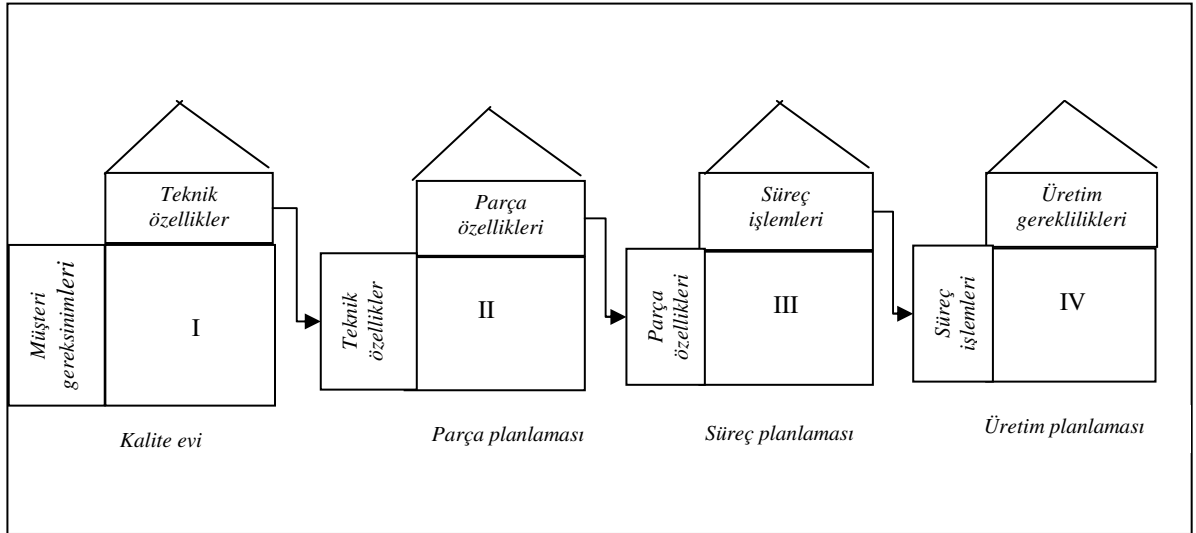 Teknik
özellikler
Müşteri
gereksinimleri
I
Kalite evi
Parça
özellikleri
Teknik
özellikler
II
Parça planlaması
Süreç
işlemleri
Parça
özellikleri
III
Süreç planlaması
Üretim
gereklilikleri
Süreç
işlemleri
IV
Üretim planlaması